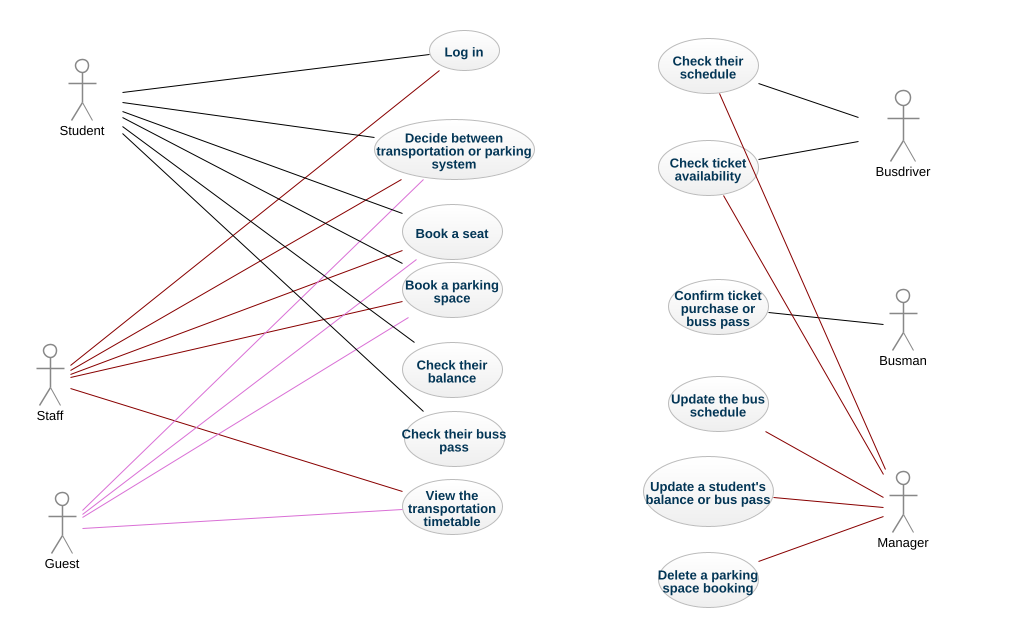 Student
Staff
Guest
Log in
Decide between
transportation or parking
system
Book a seat
Book a parking
space
Check their
balance
Check their buss
pass
View the
transportation
timetable
Check their
schedule
Check ticket
availability
Confirm ticket
purchase or
buss pass
Update the bus
schedule
Update a student's
balance or bus pass
Delete a parking
space booking
Busdriver
Busman
Manager